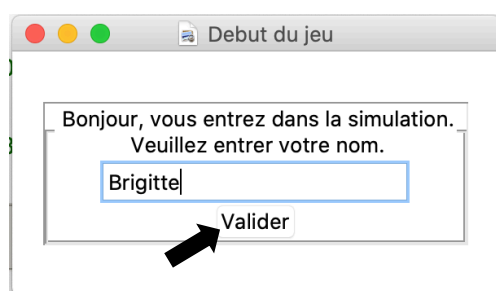 Debut du jeu
Bonjour, vous entrez dans la simulation.
Veuillez entrer votre nom.
Brigitte
Valider